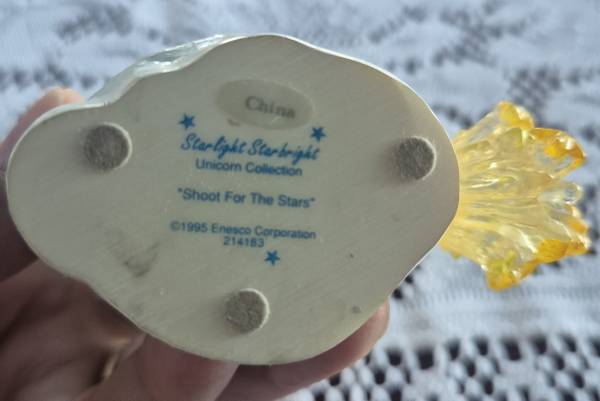 China
Starlight Starbright
Unicorn Collection
"Shoot For The Stars"
©1995 Enesco Corporation
214183